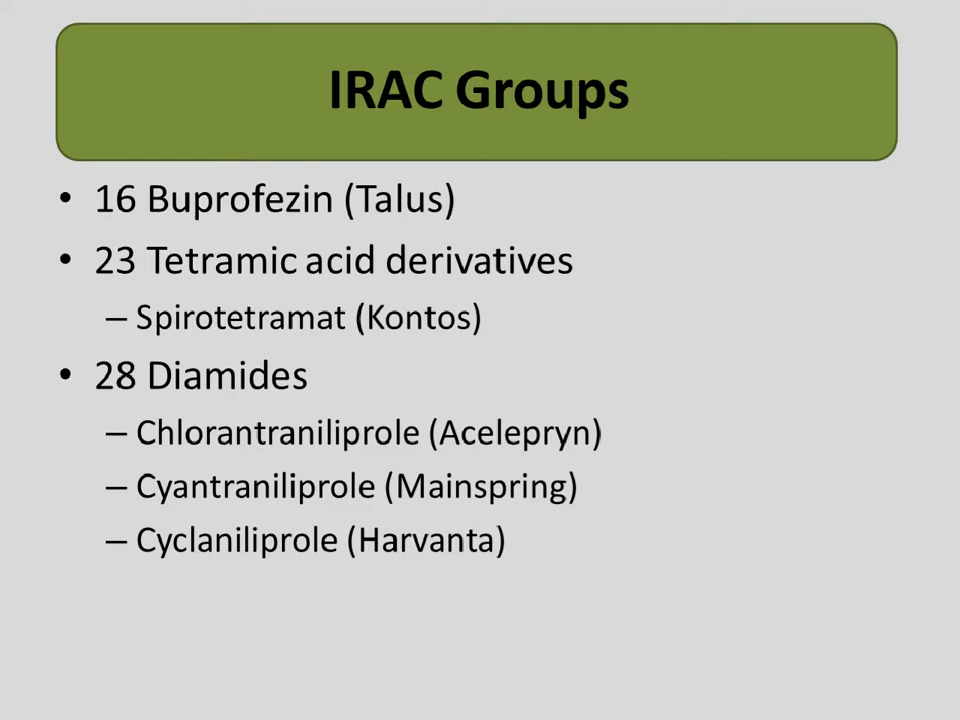 IRAC Groups
• 16 Buprofezin (Talus)
• 23 Tetramic acid derivatives
– Spirotetramat (Kontos)
• 28 Diamides
– Chlorantraniliprole (Acelepryn)
– Cyantraniliprole (Mainspring)
– Cyclaniliprole (Harvanta)